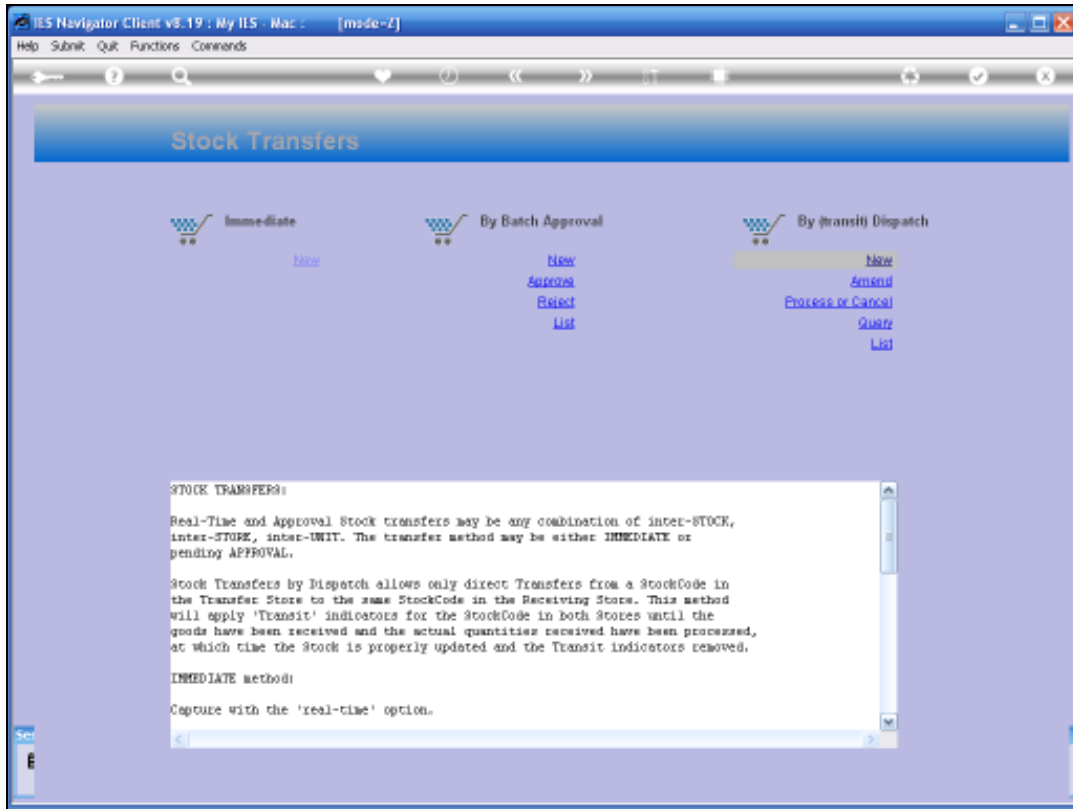 IES Navigator Client v8.19 : My IES - Mac : [mode=Z]
Help Submit Quit Functions Commands
Stock Transfers
Immediate
By Batch Approval
By (transit) Dispatch
New
New
New
Approve
Amend
Reject
Process or Cancel
List
Query
List
STOCK TRANSFERS:
Real-Time and Approval Stock transfers may be any combination of inter-STOCK,
inter-STORE, inter-UNIT. The transfer method may be either IMMEDIATE or
pending APPROVAL.
Stock Transfers by Dispatch allows only direct Transfers from a StockCode in
the Transfer Store to the same StockCode in the Receiving Store. This method
will apply 'Transit' indicators for the StockCode in both Stores until the
goods have been received and the actual quantities received have been processed,
at which time the Stock is properly updated and the Transit indicators removed.
IMMEDIATE method:
Capture with the 'real-time' option.